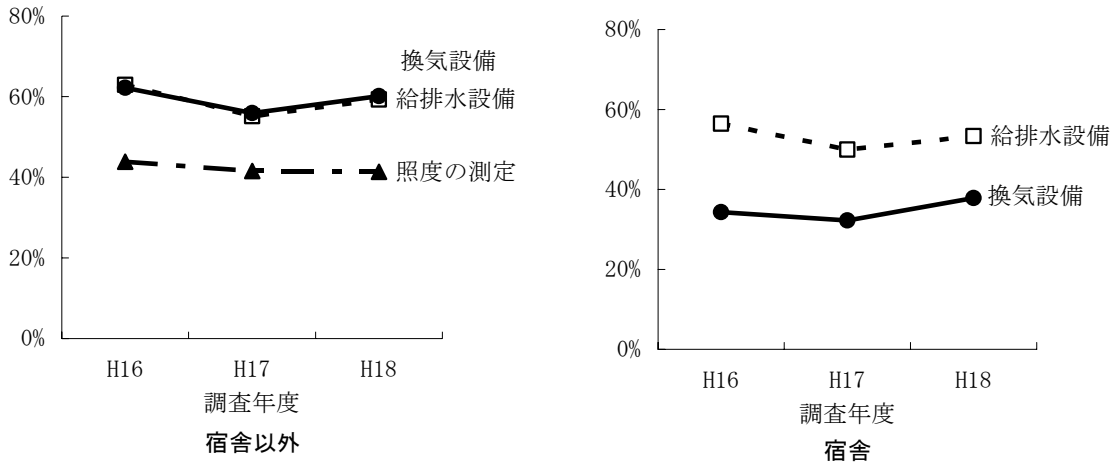 80%
60%
40%
20%
0%
換気設備
給排水設備
照度の測定
H16 H17 H18
調査年度
宿舎以外
80%
60%
40%
20%
0%
給排水設備
換気設備
H16 H17 H18
調査年度
宿舎